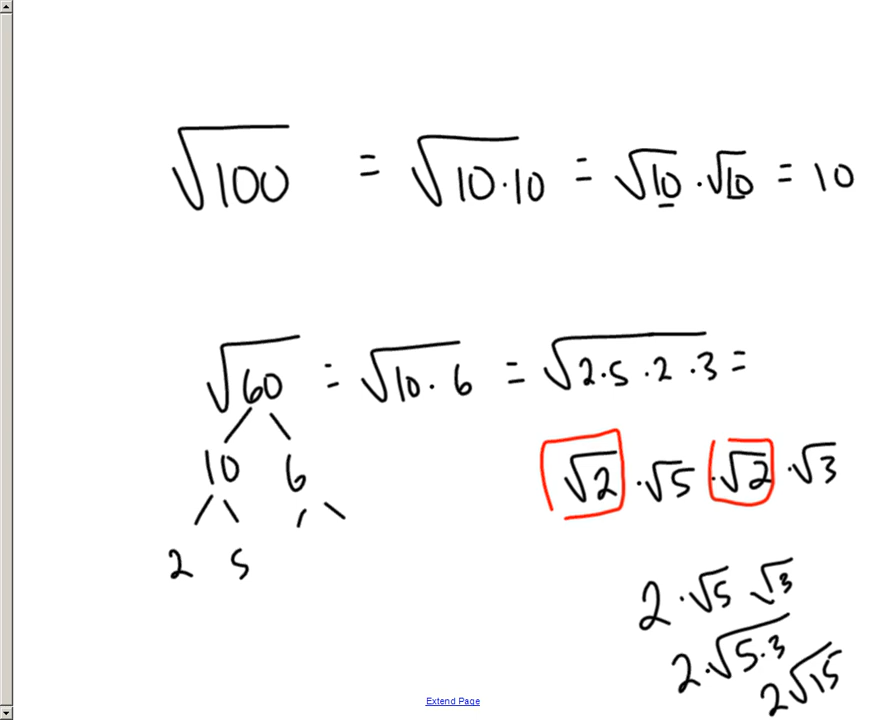 √100 = √10·10 = √10 · √10 = 10
√60 = √10·6 = √2·5·2·3 =
10 6
√2 · √5 · √2 · √3
2 5
2 · √5 √3
2·√5·3
2√15
Extend Page